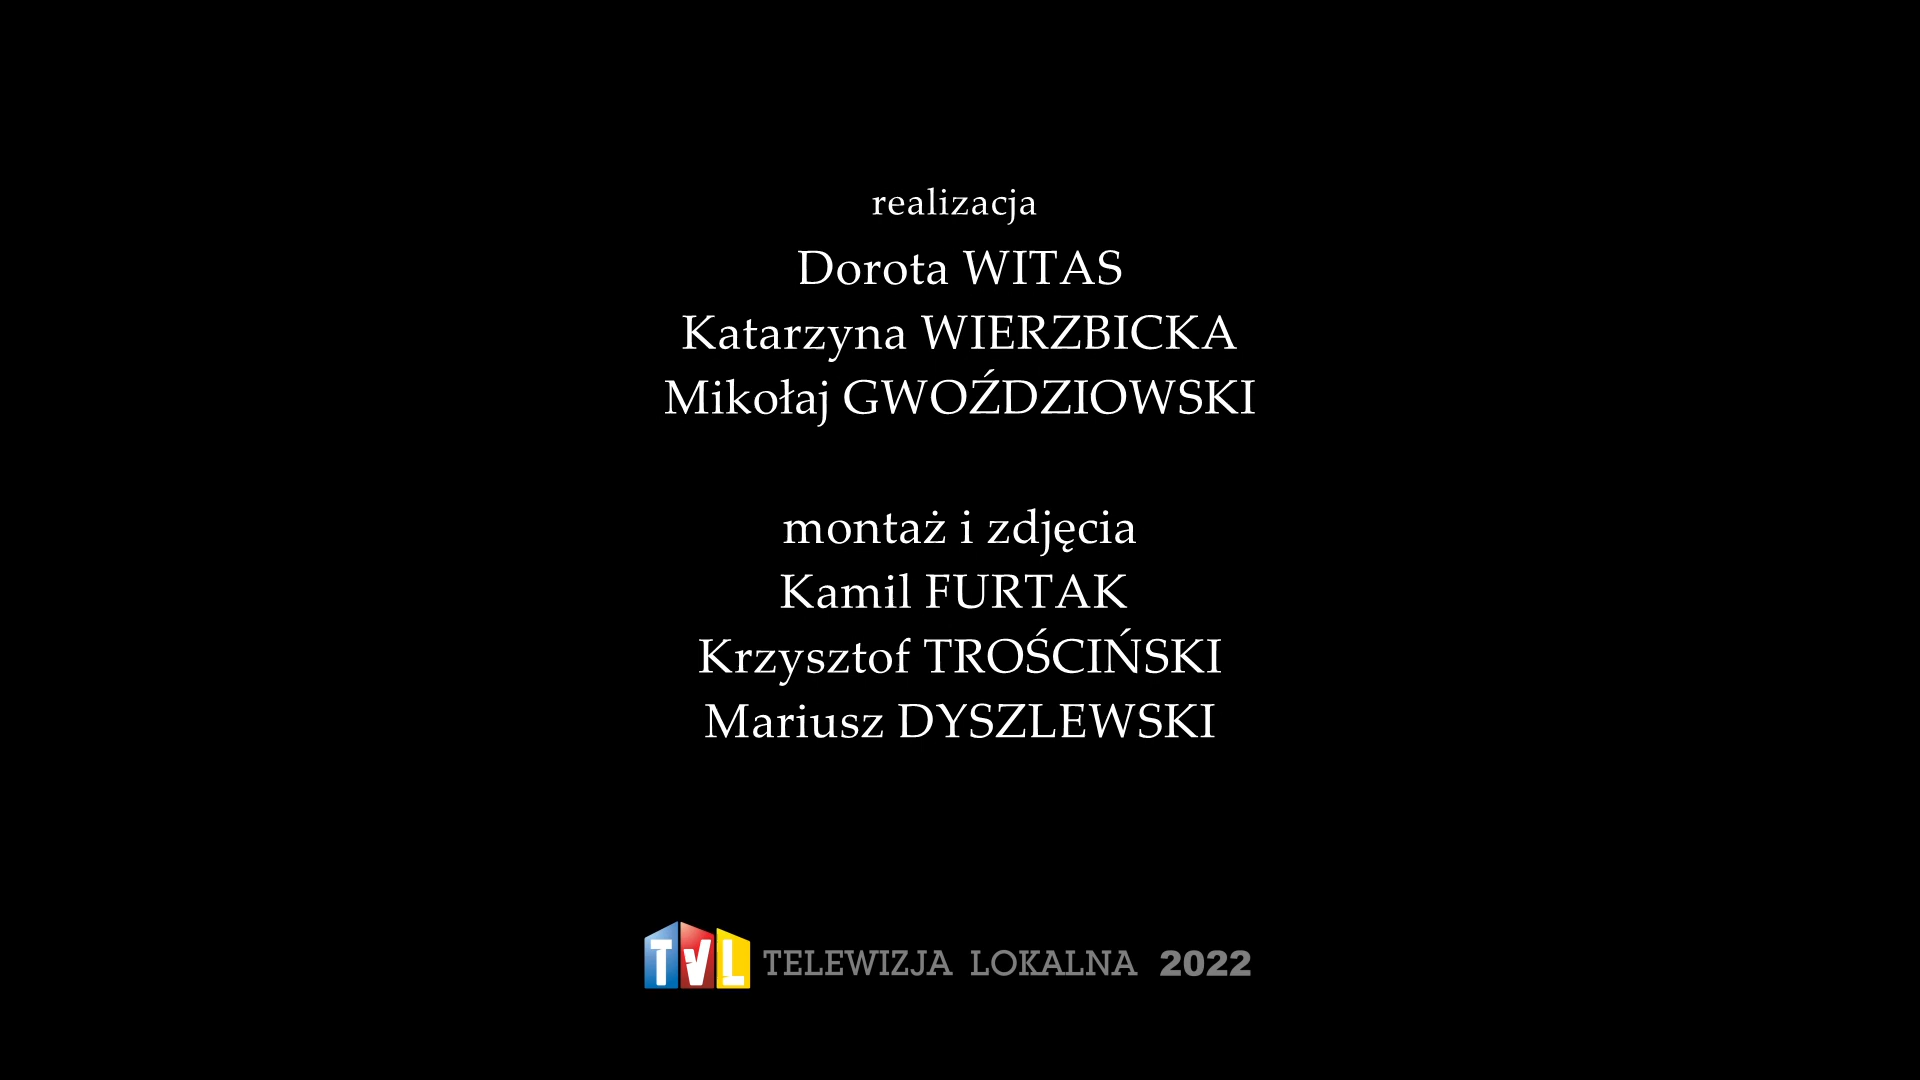 realizacja
Dorota WITAS
Katarzyna WIERZBICKA
Mikołaj GWOŹDZIOWSKI
montaż i zdjęcia
Kamil FURTAK
Krzysztof TROŚCIŃSKI
Mariusz DYSZLEWSKI
TVL TELEWIZJA LOKALNA 2022